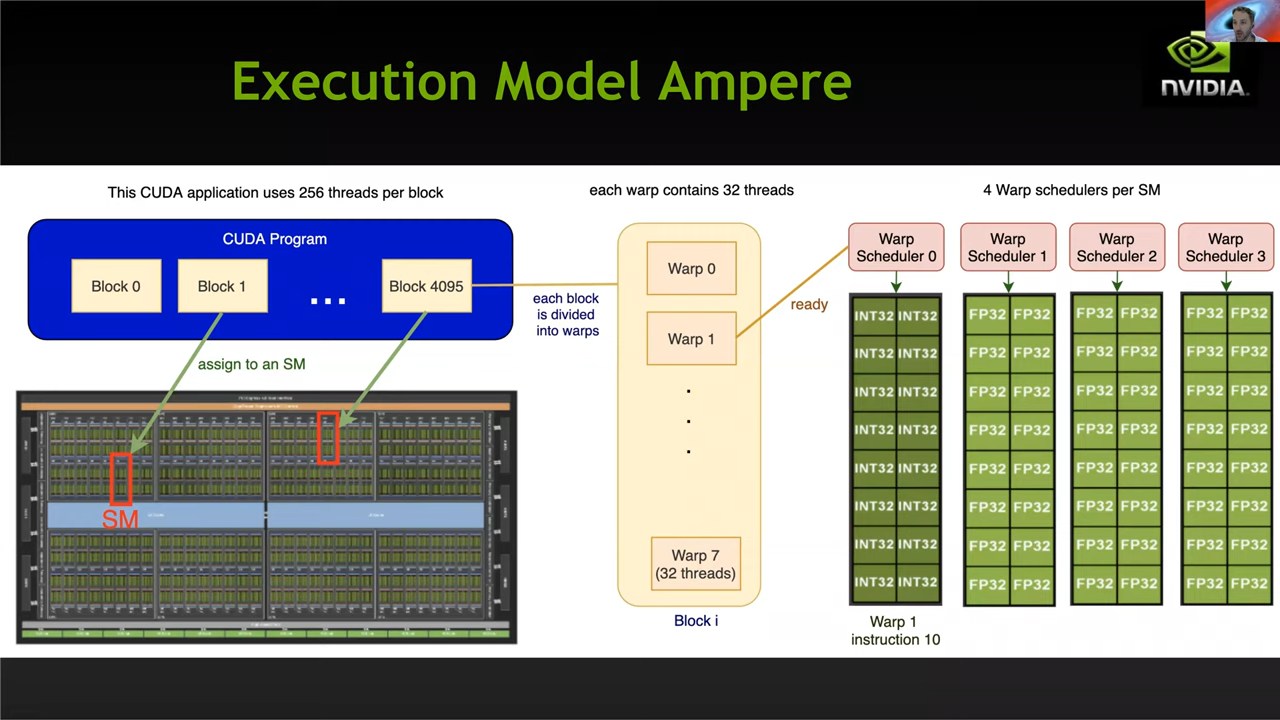 Execution Model Ampere
NVIDIA.
This CUDA application uses 256 threads per block
each warp contains 32 threads
4 Warp schedulers per SM
CUDA Program
Block 0
Block 1
...
Block 4095
assign to an SM
SM
each block
is divided
into warps
Warp 0
Warp 1
.
.
.
Warp 7
(32 threads)
Block i
ready
Warp
Scheduler 0
Warp
Scheduler 1
Warp
Scheduler 2
Warp
Scheduler 3
INT32 INT32 FP32 FP32 FP32 FP32 FP32 FP32
INT32 INT32 FP32 FP32 FP32 FP32 FP32 FP32
INT32 INT32 FP32 FP32 FP32 FP32 FP32 FP32
INT32 INT32 FP32 FP32 FP32 FP32 FP32 FP32
INT32 INT32 FP32 FP32 FP32 FP32 FP32 FP32
INT32 INT32 FP32 FP32 FP32 FP32 FP32 FP32
INT32 INT32 FP32 FP32 FP32 FP32 FP32 FP32
INT32 INT32 FP32 FP32 FP32 FP32 FP32 FP32
Warp 1
instruction 10